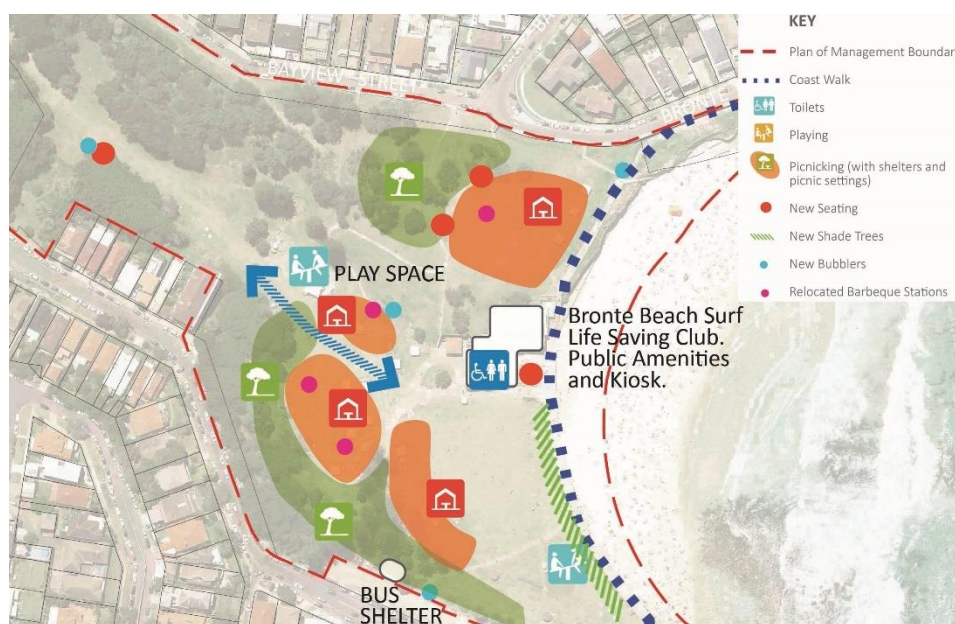 KEY
Plan of Management Boundar
Coast Walk
Toilets
Playing
Picnicking (with shelters and
picnic settings)
New Seating
New Shade Trees
New Bubblers
Relocated Barbeque Stations
BAYVIEW STREET
BRONTE
PLAY SPACE
Bronte Beach Surf
Life Saving Club.
Public Amenities
and Kiosk.
BUS
SHELTER